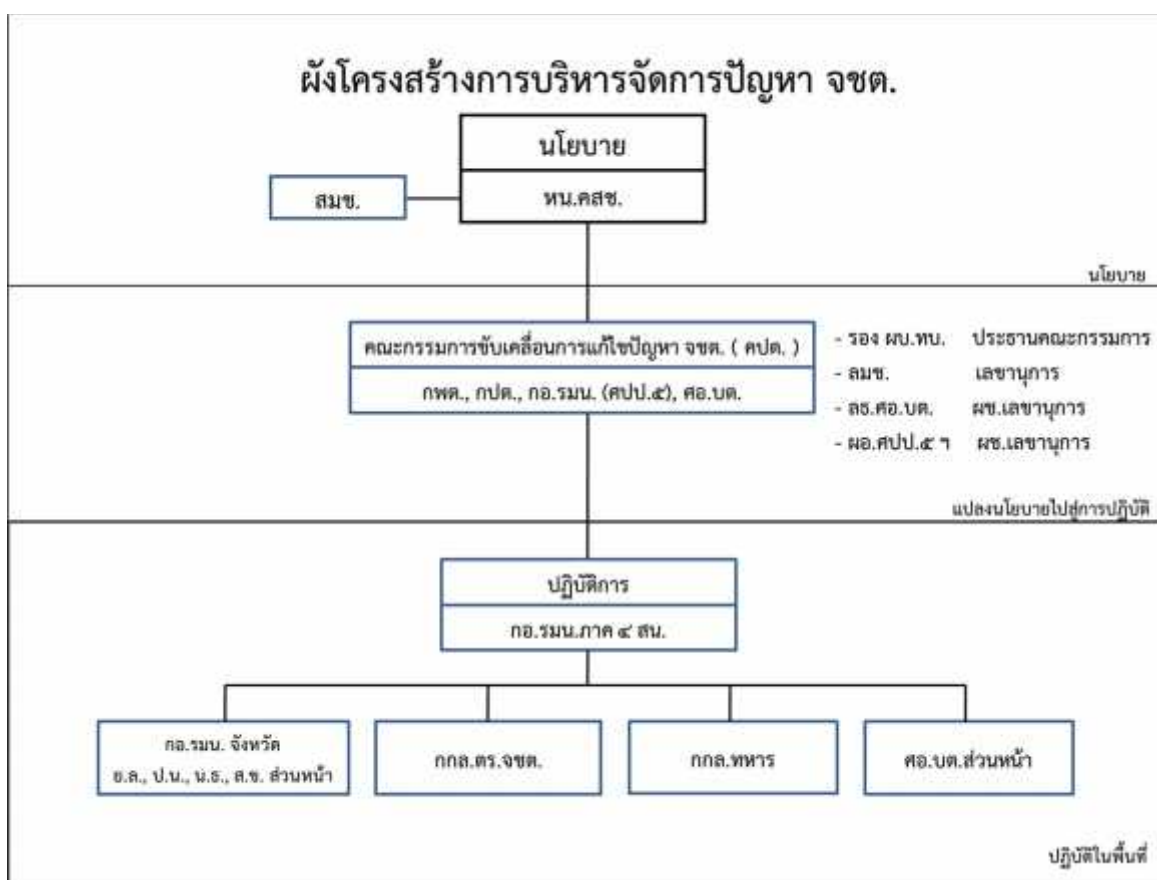 ผังโครงสร้างการบริหารจัดการปัญหา จชต.
นโยบาย
สมช.
หน.คสช.
นโยบาย
คณะกรรมการขับเคลื่อนการแก้ไขปัญหา จชต. ( คปต. )
กพต., กปต., กอ.รมน. (ศปป.๕), ศอ.บต.
- รอง ผบ.ทบ. ประธานคณะกรรมการ
- ลมช. เลขานุการ
- ลธ.ศอ.บต. ผช.เลขานุการ
- ผอ.ศปป.๕ ฯ ผช.เลขานุการ
แปลงนโยบายไปสู่การปฏิบัติ
ปฏิบัติการ
กอ.รมน.ภาค ๔ สน.
กอ.รมน. จังหวัด
ย.ล., ป.น., น.ธ., ส.ข. ส่วนหน้า
กกล.ตร.จชต.
กกล.ทหาร
ศอ.บต.ส่วนหน้า
ปฏิบัติในพื้นที่